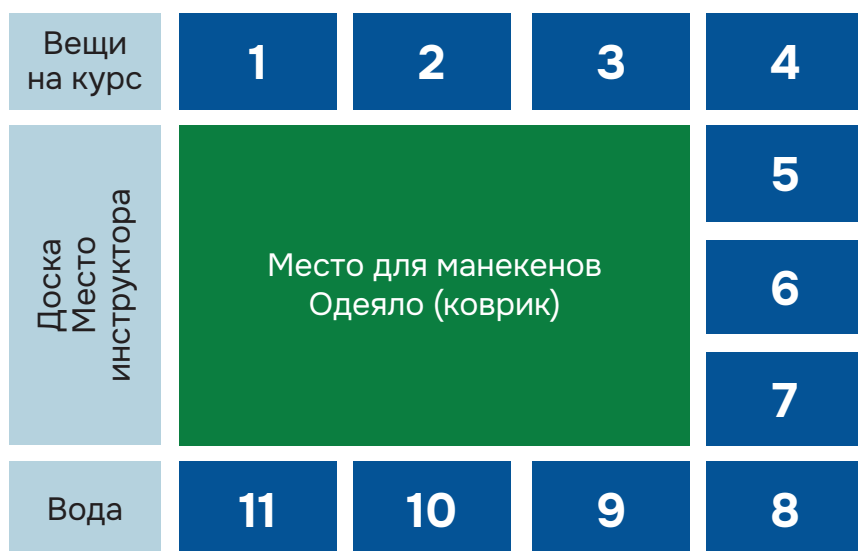 Вещи
на курс
1
2
3
4
Доска
Место
инструктора
Место для манекенов
Одеяло (коврик)
5
6
7
Вода
11
10
9
8